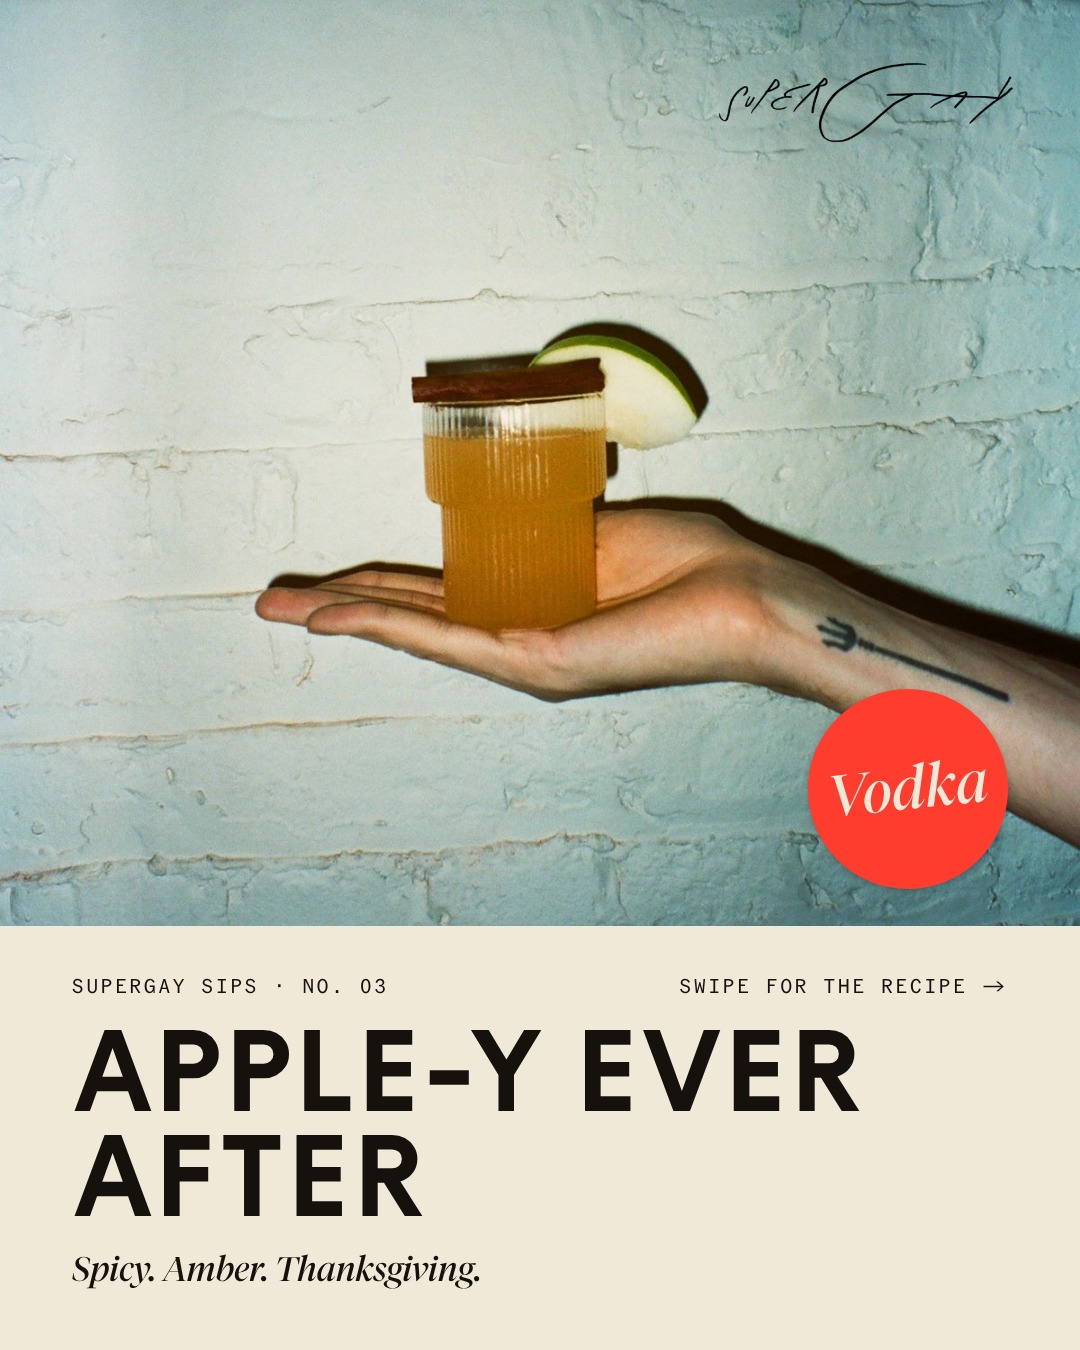 SUPERGAY
Vodka
SUPERGAY SIPS · NO. 03
SWIPE FOR THE RECIPE →
APPLE-Y EVER
AFTER
Spicy. Amber. Thanksgiving.